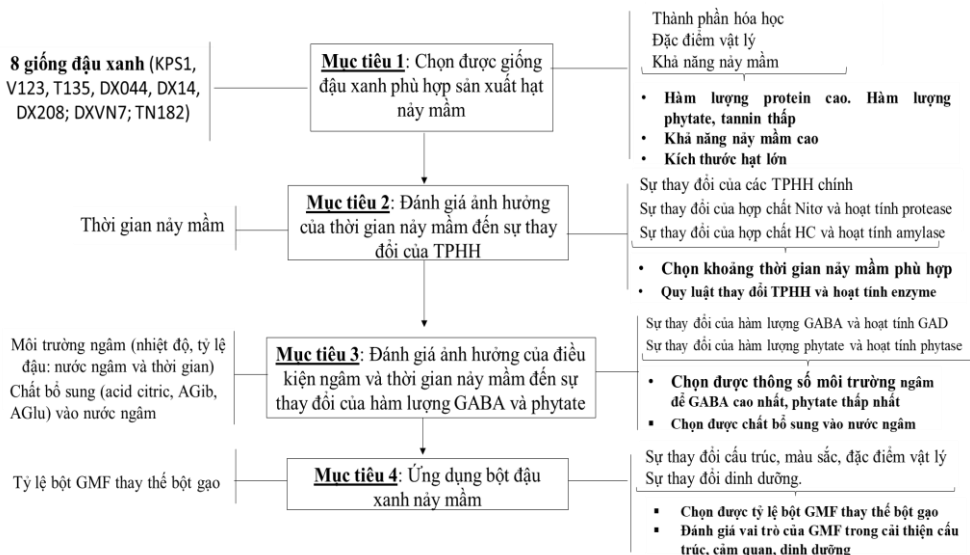 8 giống đậu xanh (KPS1,
V123, T135, DX044, DX14,
DX208; DXVN7; TN182)
Mục tiêu 1: Chọn được giống
đậu xanh phù hợp sản xuất hạt
nảy mầm
Thành phần hóa học
Đặc điểm vật lý
Khả năng nảy mầm
• Hàm lượng protein cao. Hàm lượng
phytate, tannin thấp
• Khả năng nảy mầm cao
• Kích thước hạt lớn
Thời gian nảy mầm
Mục tiêu 2: Đánh giá ảnh hưởng
của thời gian nảy mầm đến sự thay
đổi của TPHH
Sự thay đổi của các TPHH chính
Sự thay đổi của hợp chất Nitơ và hoạt tính protease
Sự thay đổi của hợp chất HC và hoạt tính amylase
• Chọn khoảng thời gian nảy mầm phù hợp
• Quy luật thay đổi TPHH và hoạt tính enzyme
Môi trường ngâm (nhiệt độ, tỷ lệ
đậu: nước ngâm và thời gian)
Chất bổ sung (acid citric, AGib,
AGlu) vào nước ngâm
Mục tiêu 3: Đánh giá ảnh hưởng của điều
kiện ngâm và thời gian nảy mầm đến sự
thay đổi của hàm lượng GABA và phytate
Sự thay đổi của hàm lượng GABA và hoạt tính GAD
Sự thay đổi của hàm lượng phytate và hoạt tính phytase
• Chọn được thông số môi trường ngâm
để GABA cao nhất, phytate thấp nhất
▪ Chọn được chất bổ sung vào nước ngâm
Tỷ lệ bột GMF thay thế bột gạo
Mục tiêu 4: Ứng dụng bột đậu
xanh nảy mầm
Sự thay đổi cấu trúc, màu sắc, đặc điểm vật lý
Sự thay đổi dinh dưỡng.
▪ Chọn được tỷ lệ bột GMF thay thế bột gạo
▪ Đánh giá vai trò của GMF trong cải thiện cấu
trúc, cảm quan, dinh dưỡng